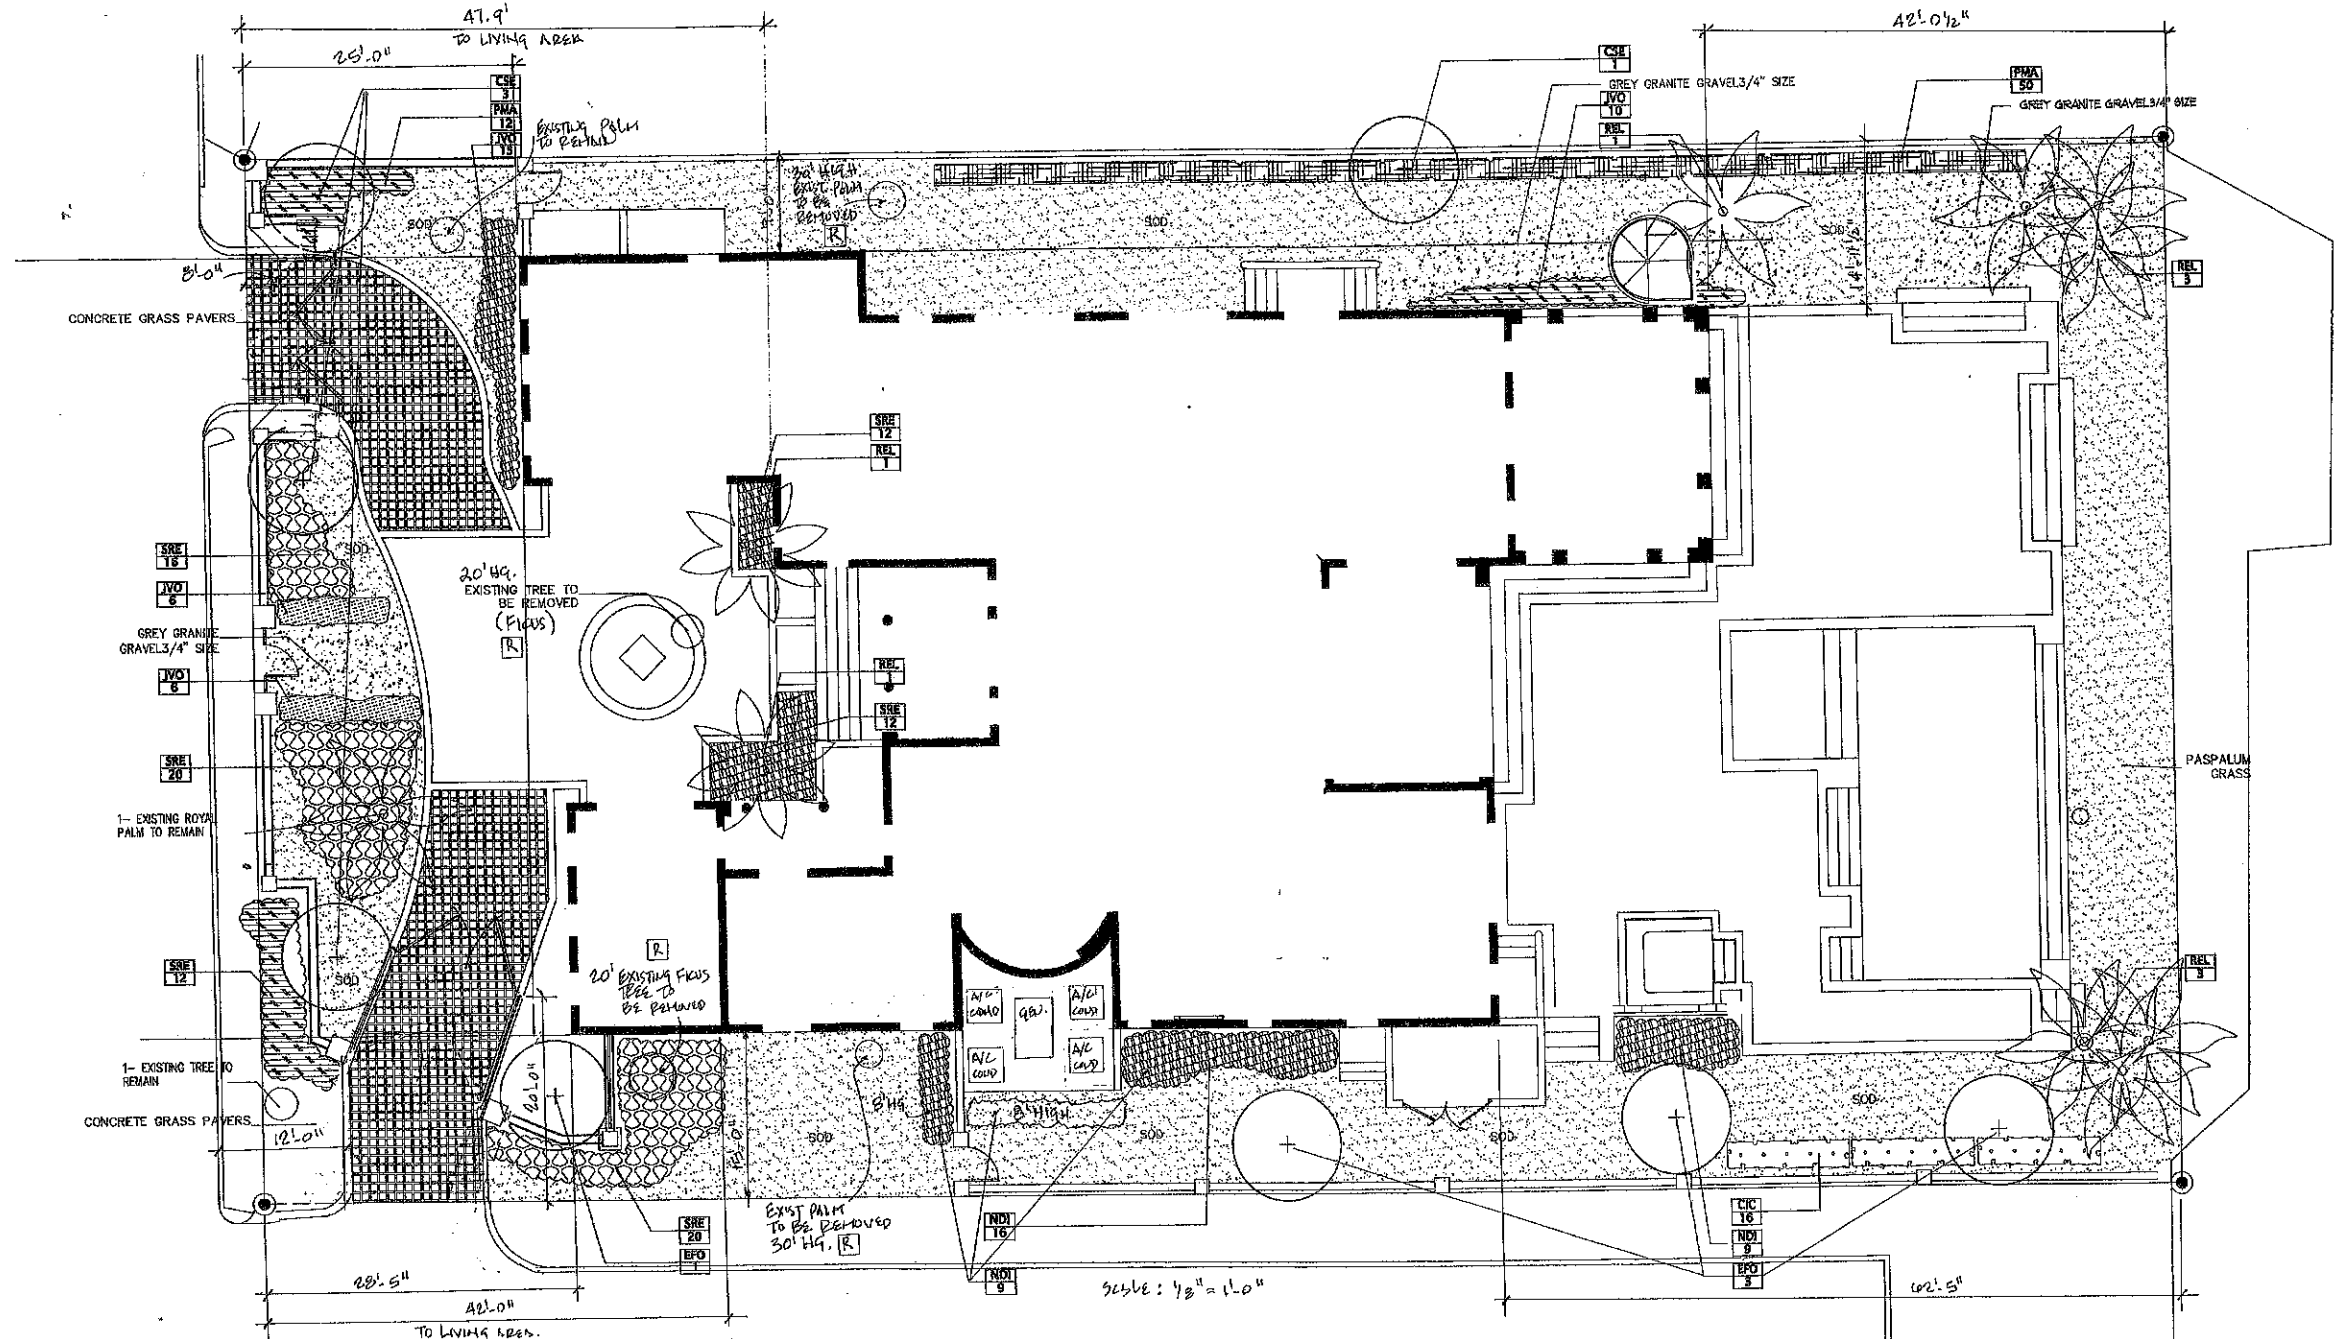 47.9'
TO LIVING AREA
25'-0"
42'-0½"
CSE
3
PMA
12
JVO
15
EXISTING PALM
TO REMAIN
CSE
1
GREY GRANITE GRAVEL3/4" SIZE
JVO
10
REL
1
PMA
50
GREY GRANITE GRAVEL3/4" SIZE
30' HIGH
EXIST PALM
TO BE
REMOVED
R
SOD
SOD
SOD
14'-11½"
REL
3
CONCRETE GRASS PAVERS
SRE
12
REL
1
SRE
16
JVO
6
SOD
20' HG.
EXISTING TREE TO
BE REMOVED
(FICUS)
R
GREY GRANITE
GRAVEL3/4" SIZE
JVO
6
REL
1
SRE
12
SRE
20
PASPALUM
GRASS
1- EXISTING ROYAL
PALM TO REMAIN
SRE
12
SOD
R
20' EXISTING FICUS
TREE TO
BE REMOVED
A/C
COND
GEN.
A/C
COND
A/C
COND
A/C
COND
REL
3
1- EXISTING TREE TO
REMAIN
CONCRETE GRASS PAVERS
12'-0"
20'-0"
15'-0"
8' HG
8' HIGH
SOD
SOD
SOD
SOD
EXIST PALM
TO BE REMOVED
30' HG. R
SRE
20
EFO
1
NDI
16
NDI
9
CIC
16
NDI
9
EFO
3
28'-5"
42'-0"
TO LIVING AREA.
SCALE: 1/8" = 1'-0"
62'-5"